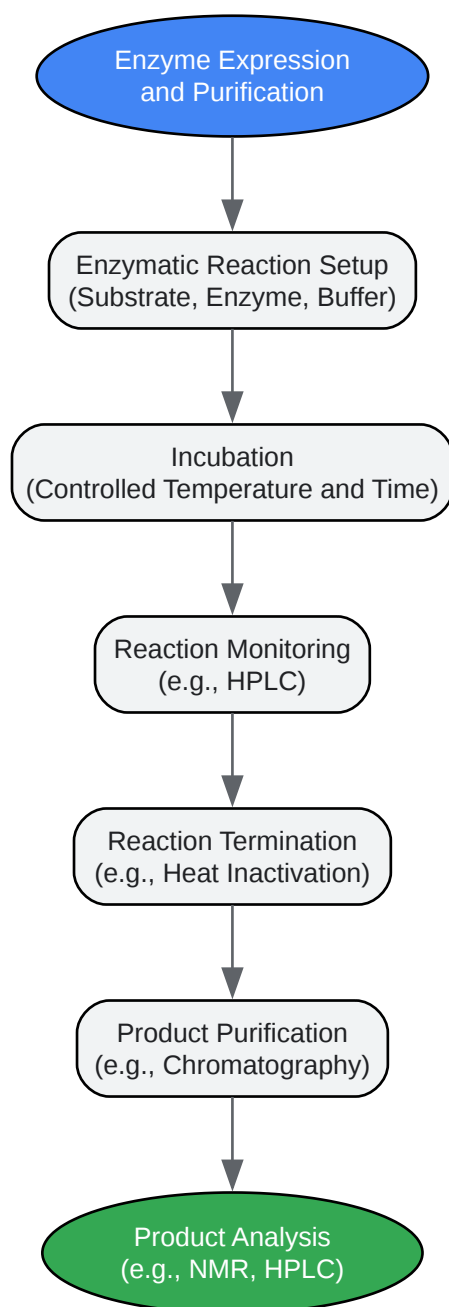 Enzyme Expression
and Purification
Enzymatic Reaction Setup
(Substrate, Enzyme, Buffer)
Incubation
(Controlled Temperature and Time)
Reaction Monitoring
(e.g., HPLC)
Reaction Termination
(e.g., Heat Inactivation)
Product Purification
(e.g., Chromatography)
Product Analysis
(e.g., NMR, HPLC)